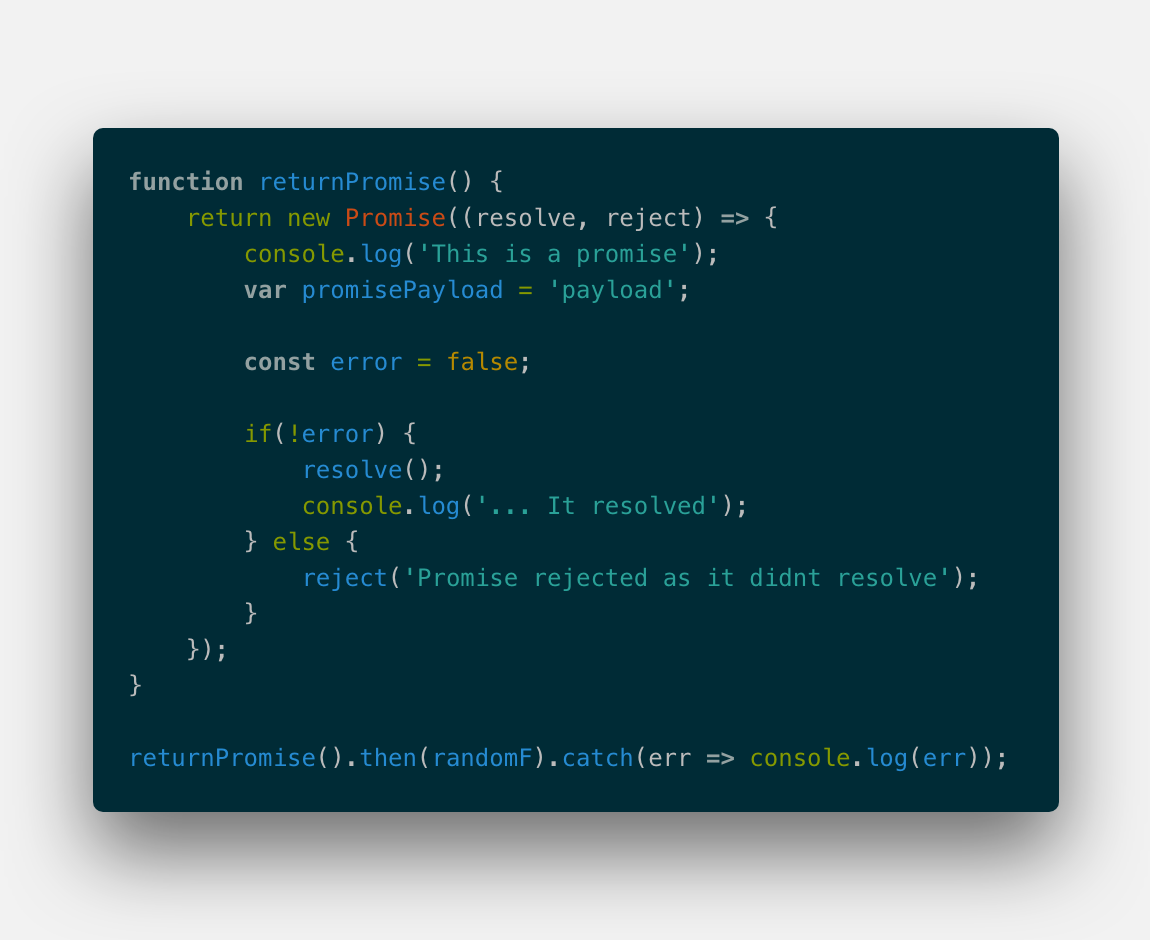 function returnPromise() {
    return new Promise((resolve, reject) => {
        console.log('This is a promise');
        var promisePayload = 'payload';

        const error = false;

        if(!error) {
            resolve();
            console.log('... It resolved');
        } else {
            reject('Promise rejected as it didnt resolve');
        }
    });
}

returnPromise().then(randomF).catch(err => console.log(err));